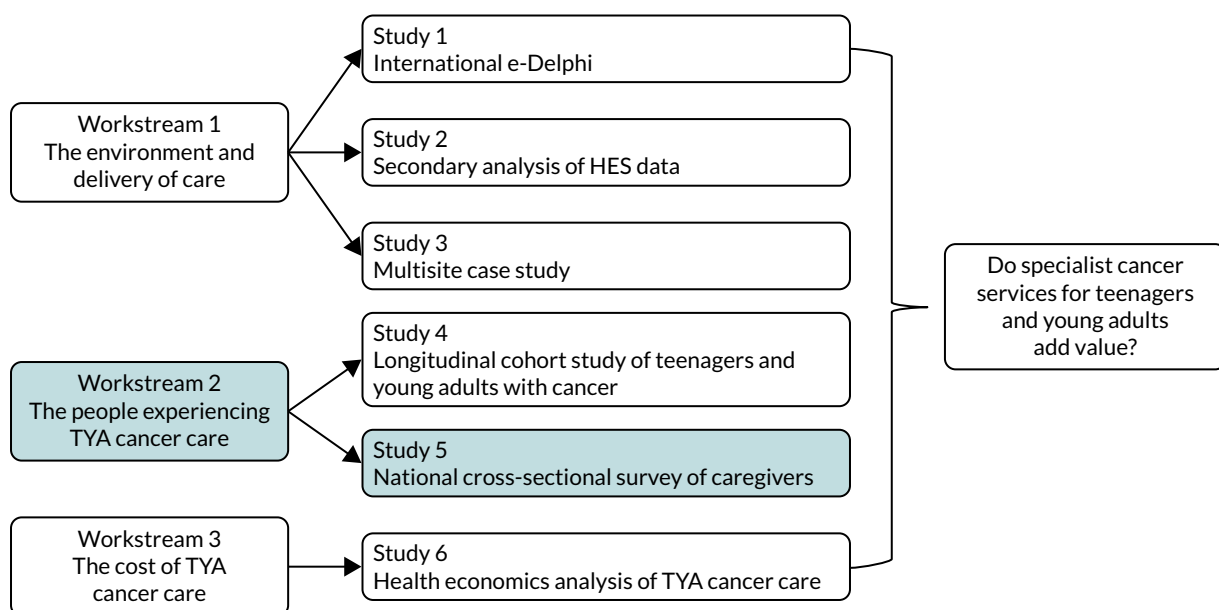 Workstream 1
The environment and
delivery of care
Study 1
International e-Delphi
Study 2
Secondary analysis of HES data
Study 3
Multisite case study
Workstream 2
The people experiencing
TYA cancer care
Study 4
Longitudinal cohort study of teenagers and
young adults with cancer
Study 5
National cross-sectional survey of caregivers
Workstream 3
The cost of TYA
cancer care
Study 6
Health economics analysis of TYA cancer care
Do specialist cancer
services for teenagers
and young adults
add value?